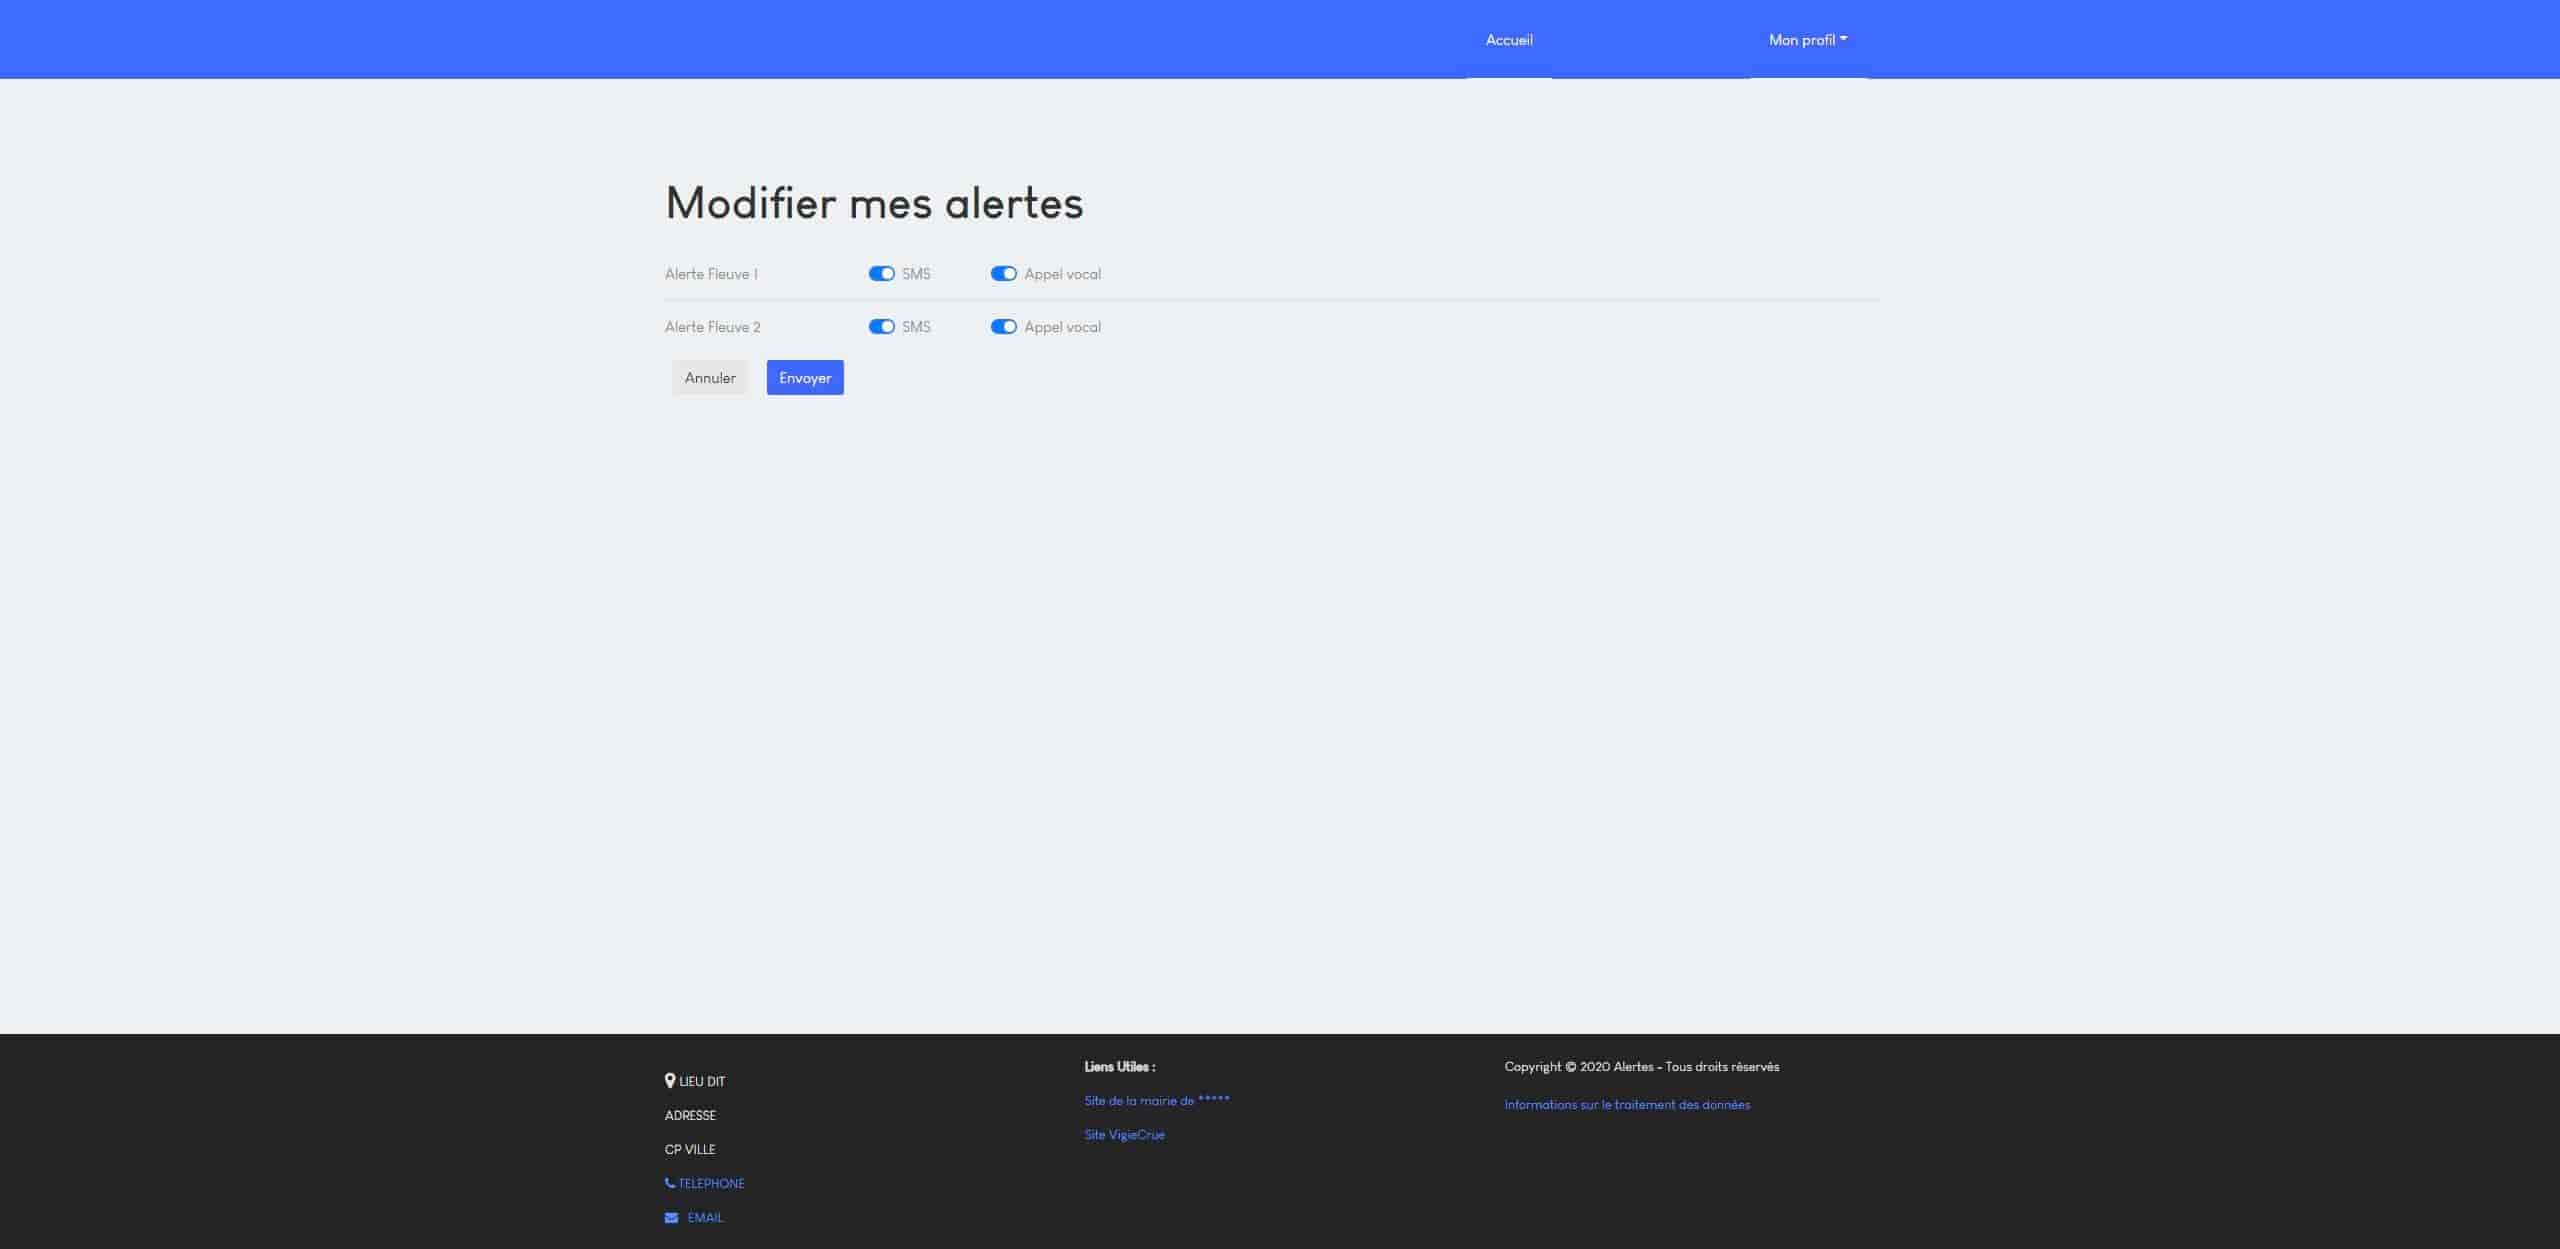 Accueil
Mon profil
Modifier mes alertes
Alerte Fleuve 1 SMS Appel vocal
Alerte Fleuve 2 SMS Appel vocal
Annuler Envoyer
LIEU DIT
ADRESSE
CP VILLE
TELEPHONE
EMAIL
Liens Utiles :
Site de la mairie de *****
Site VigieCrue
Copyright © 2020 Alertes - Tous droits réservés
Informations sur le traitement des données